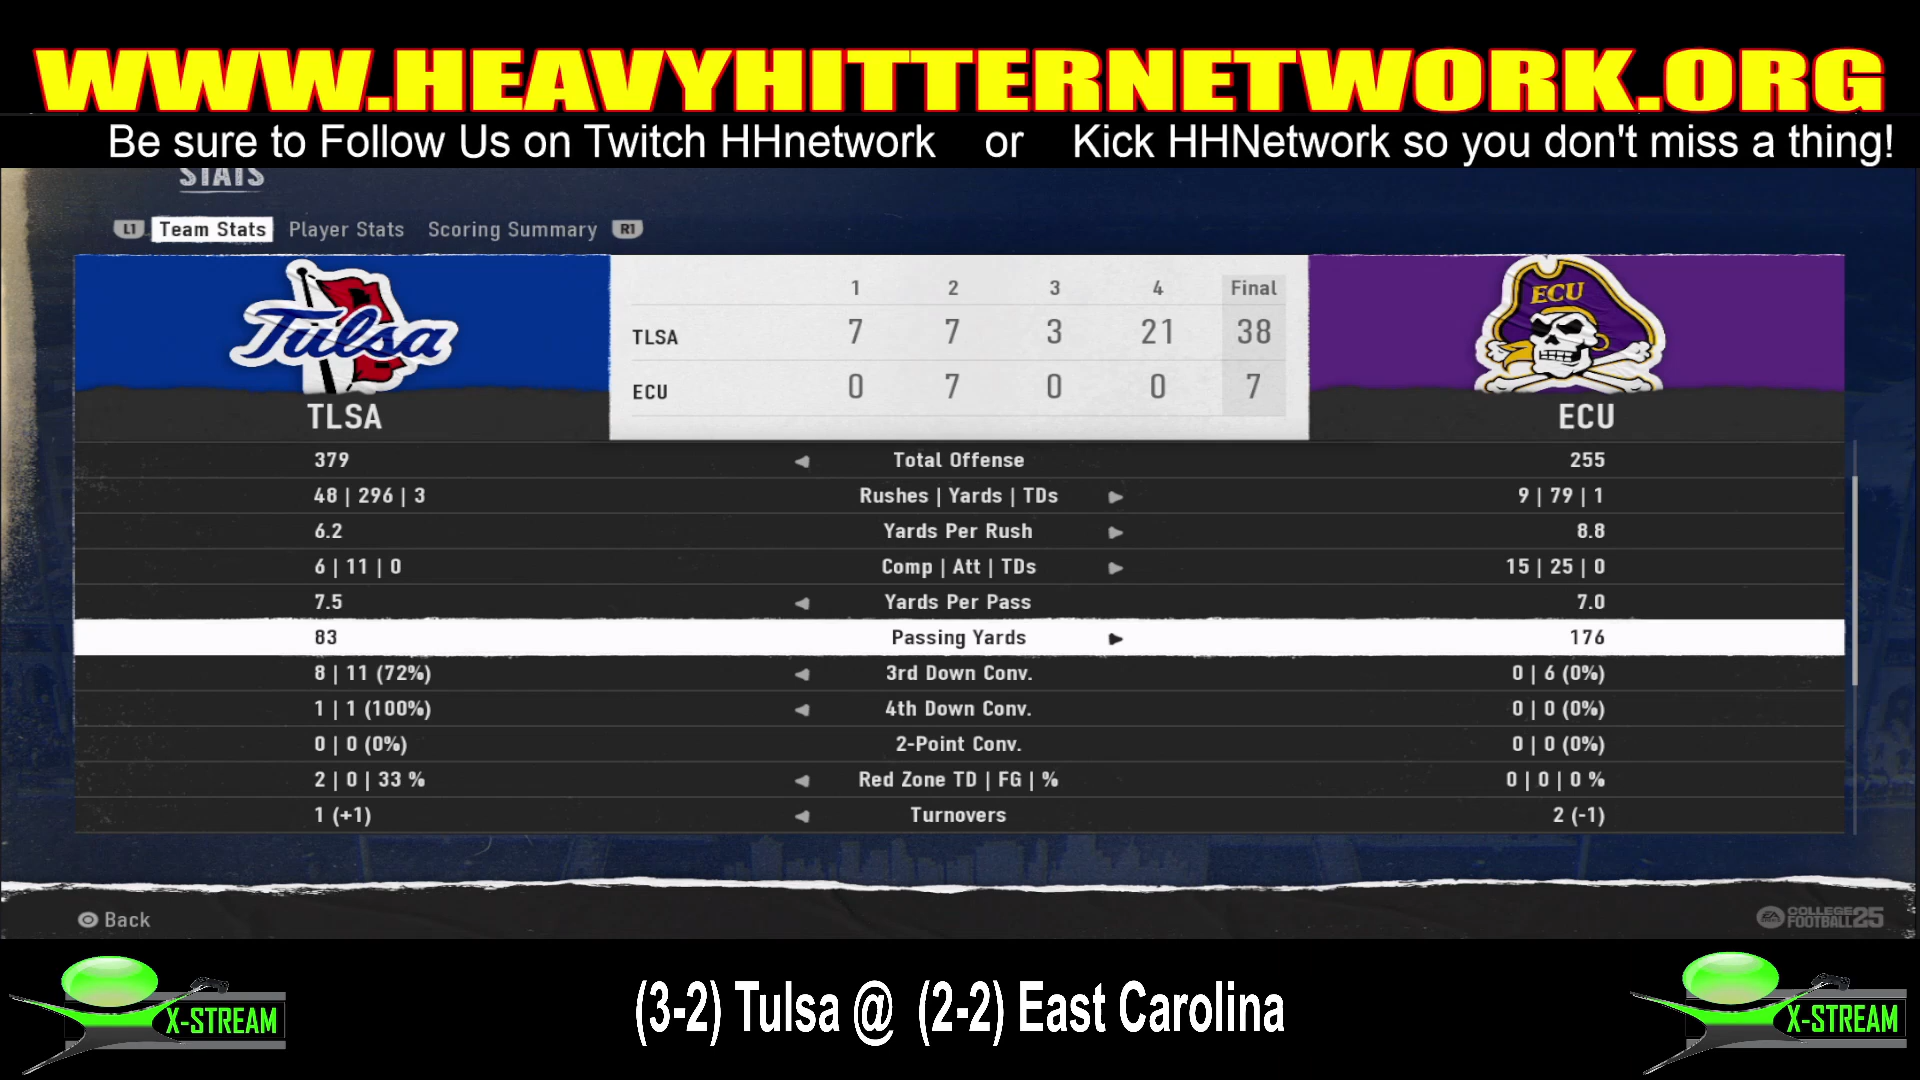 WWW.HEAVYHITTERNETWORK.ORG
Be sure to Follow Us on Twitch HHnetwork or Kick HHNetwork so you don't miss a thing!
STATS
L1 Team Stats Player Stats Scoring Summary R1
Tulsa
TLSA
1 2 3 4 Final
TLSA 7 7 3 21 38
ECU 0 7 0 0 7
ECU
ECU
379 Total Offense 255
48 | 296 | 3 Rushes | Yards | TDs 9 | 79 | 1
6.2 Yards Per Rush 8.8
6 | 11 | 0 Comp | Att | TDs 15 | 25 | 0
7.5 Yards Per Pass 7.0
83 Passing Yards 176
8 | 11 (72%) 3rd Down Conv. 0 | 6 (0%)
1 | 1 (100%) 4th Down Conv. 0 | 0 (0%)
0 | 0 (0%) 2-Point Conv. 0 | 0 (0%)
2 | 0 | 33 % Red Zone TD | FG | % 0 | 0 | 0 %
1 (+1) Turnovers 2 (-1)
Back
EA COLLEGE FOOTBALL 25
X-STREAM
(3-2) Tulsa @ (2-2) East Carolina
X-STREAM